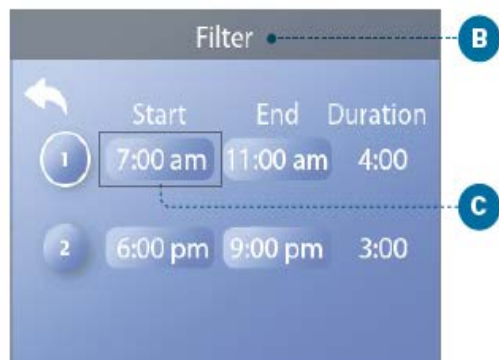 Filter
B
Start End Duration
1 7:00 am 11:00 am 4:00
C
2 6:00 pm 9:00 pm 3:00